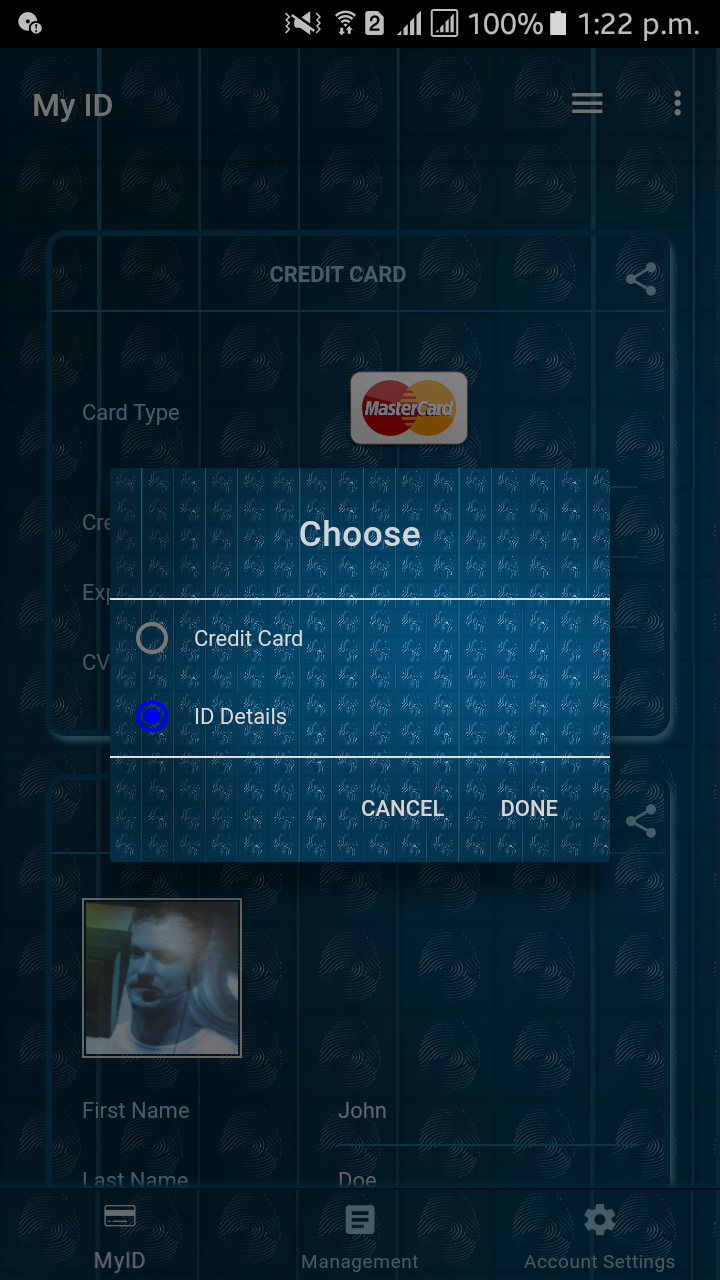 2 100% 1:22 p.m.
My ID
CREDIT CARD
Card Type
MasterCard
Choose
Cre
Exp
Credit Card
CV
ID Details
CANCEL DONE
First Name John
Last Name Doe
MyID Management Account Settings